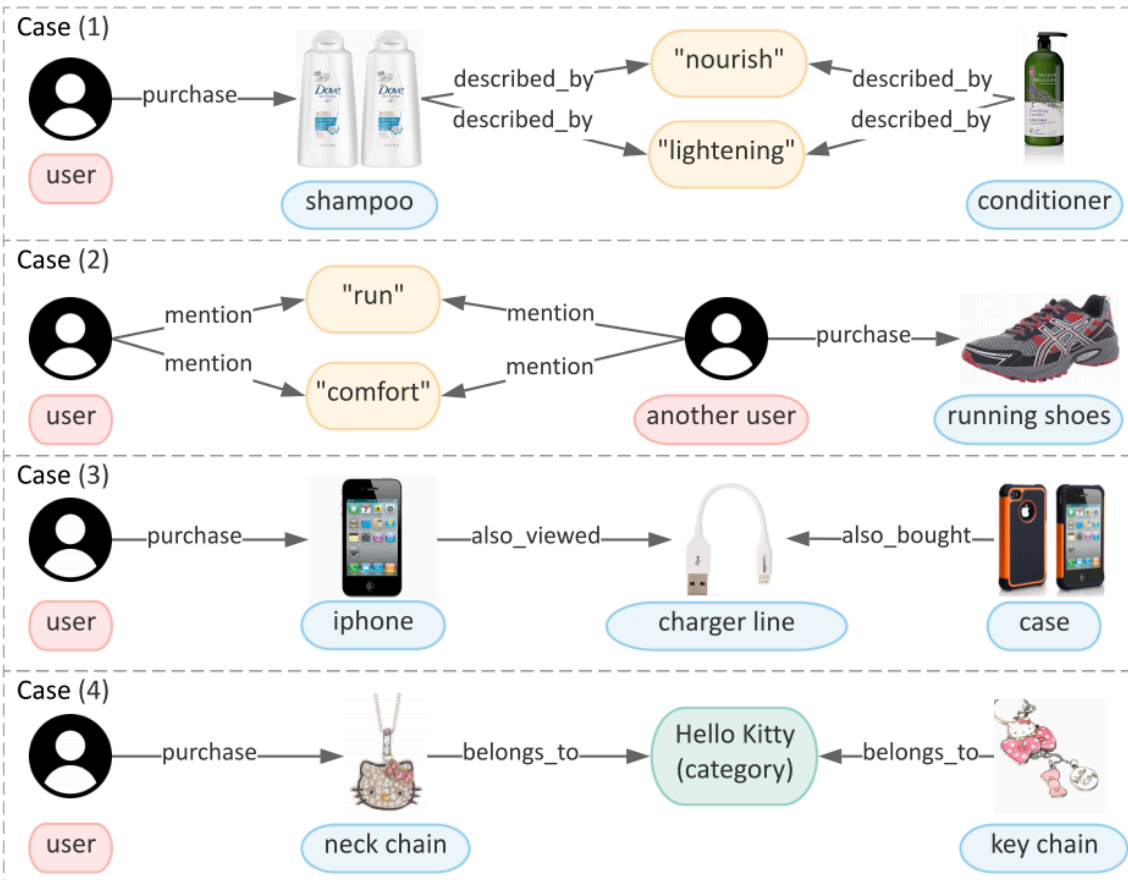 Case (1)
purchase
Dove
Dove
described_by
described_by
"nourish"
"lightening"
described_by
described_by
user
shampoo
conditioner
Case (2)
mention
mention
"run"
"comfort"
mention
mention
purchase
user
another user
running shoes
Case (3)
purchase
also_viewed
also_bought
user
iphone
charger line
case
Case (4)
purchase
belongs_to
Hello Kitty
(category)
belongs_to
user
neck chain
key chain